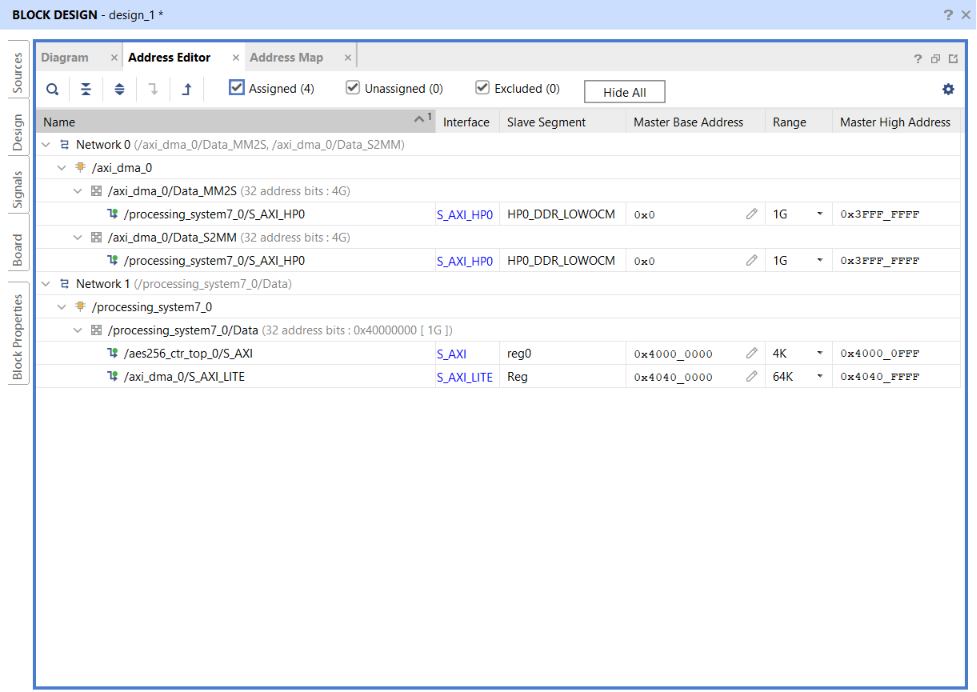 BLOCK DESIGN - design_1 *
? ×
Sources
Design
Signals
Board
Block Properties
Diagram × Address Editor × Address Map ×
?
Assigned (4) Unassigned (0) Excluded (0) Hide All
Name 1 Interface Slave Segment Master Base Address Range Master High Address
Network 0 (/axi_dma_0/Data_MM2S, /axi_dma_0/Data_S2MM)
/axi_dma_0
/axi_dma_0/Data_MM2S (32 address bits : 4G)
/processing_system7_0/S_AXI_HP0 S_AXI_HP0 HP0_DDR_LOWOCM 0x0 1G 0x3FFF_FFFF
/axi_dma_0/Data_S2MM (32 address bits : 4G)
/processing_system7_0/S_AXI_HP0 S_AXI_HP0 HP0_DDR_LOWOCM 0x0 1G 0x3FFF_FFFF
Network 1 (/processing_system7_0/Data)
/processing_system7_0
/processing_system7_0/Data (32 address bits : 0x40000000 [ 1G ])
/aes256_ctr_top_0/S_AXI S_AXI reg0 0x4000_0000 4K 0x4000_0FFF
/axi_dma_0/S_AXI_LITE S_AXI_LITE Reg 0x4040_0000 64K 0x4040_FFFF